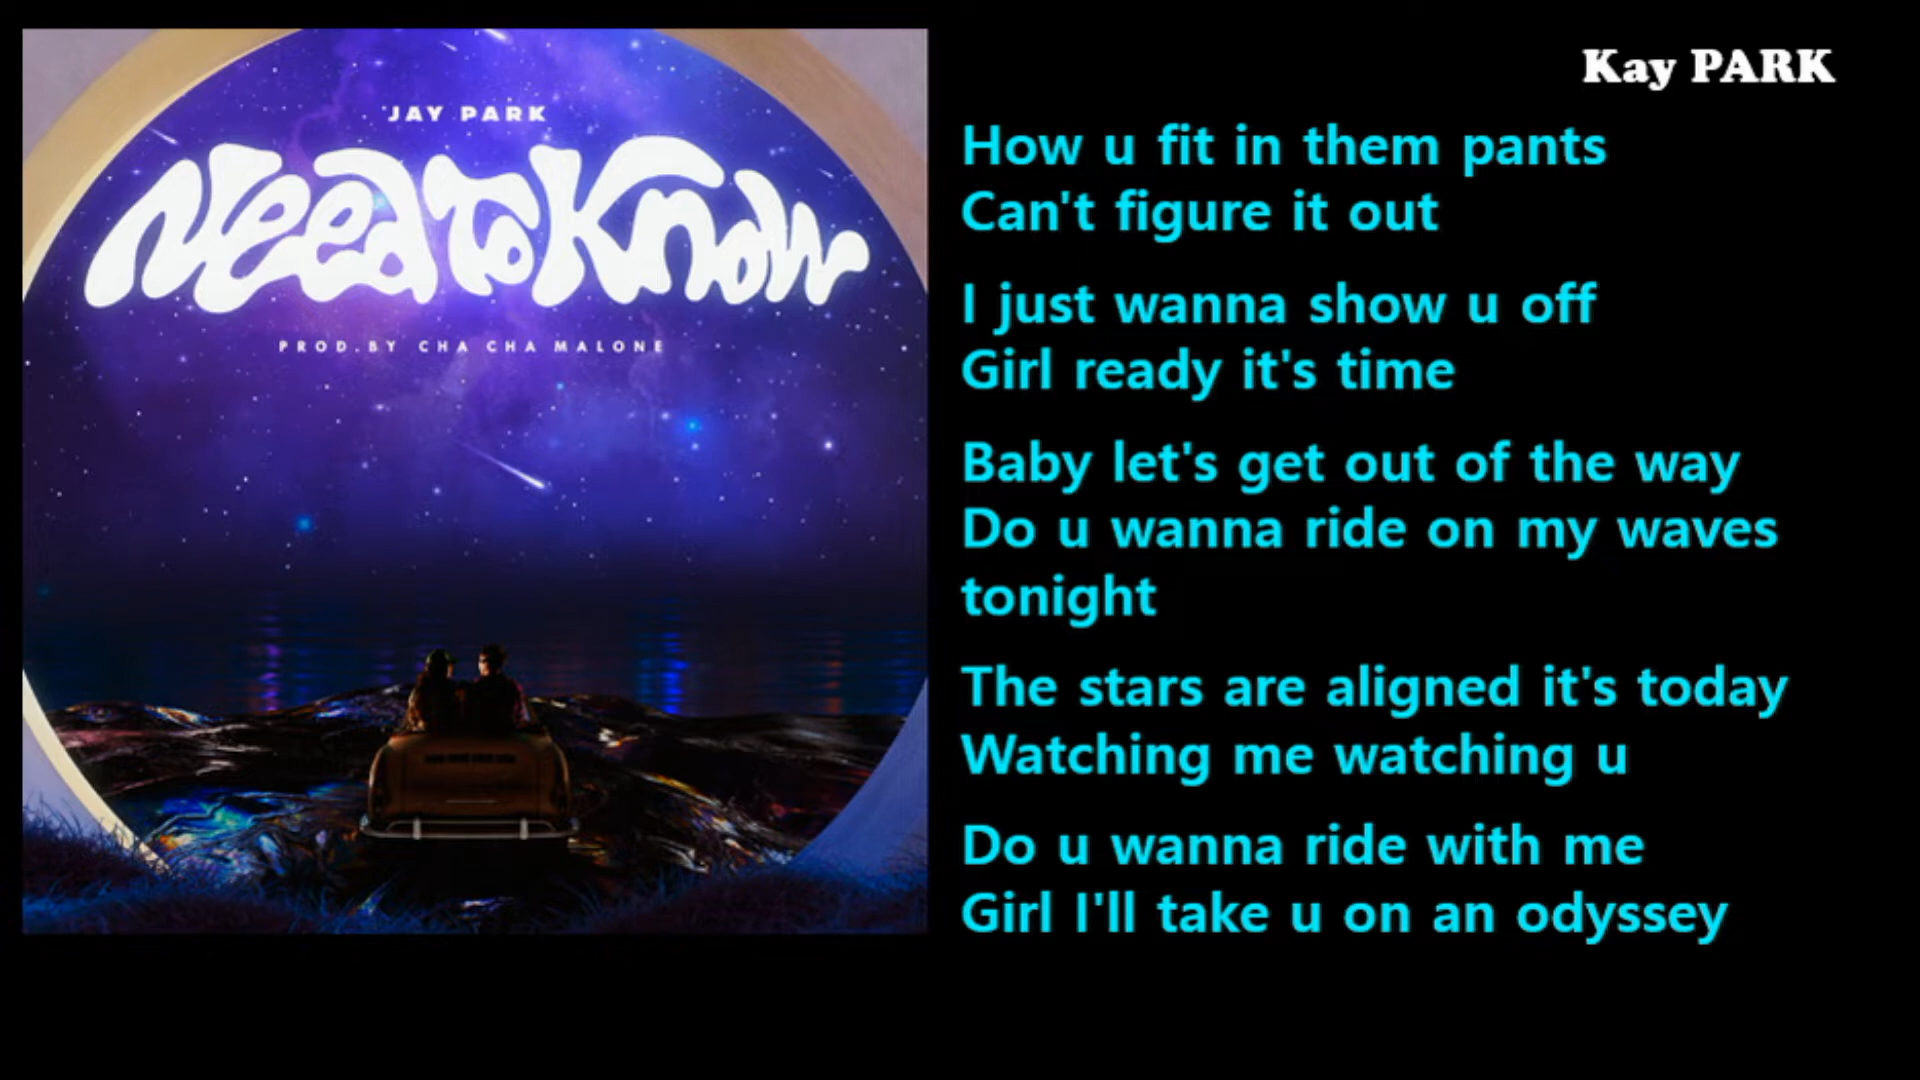 JAY PARK
Need To Know
PROD. BY CHA CHA MALONE
Kay PARK
How u fit in them pants
Can't figure it out
I just wanna show u off
Girl ready it's time
Baby let's get out of the way
Do u wanna ride on my waves
tonight
The stars are aligned it's today
Watching me watching u
Do u wanna ride with me
Girl I'll take u on an odyssey